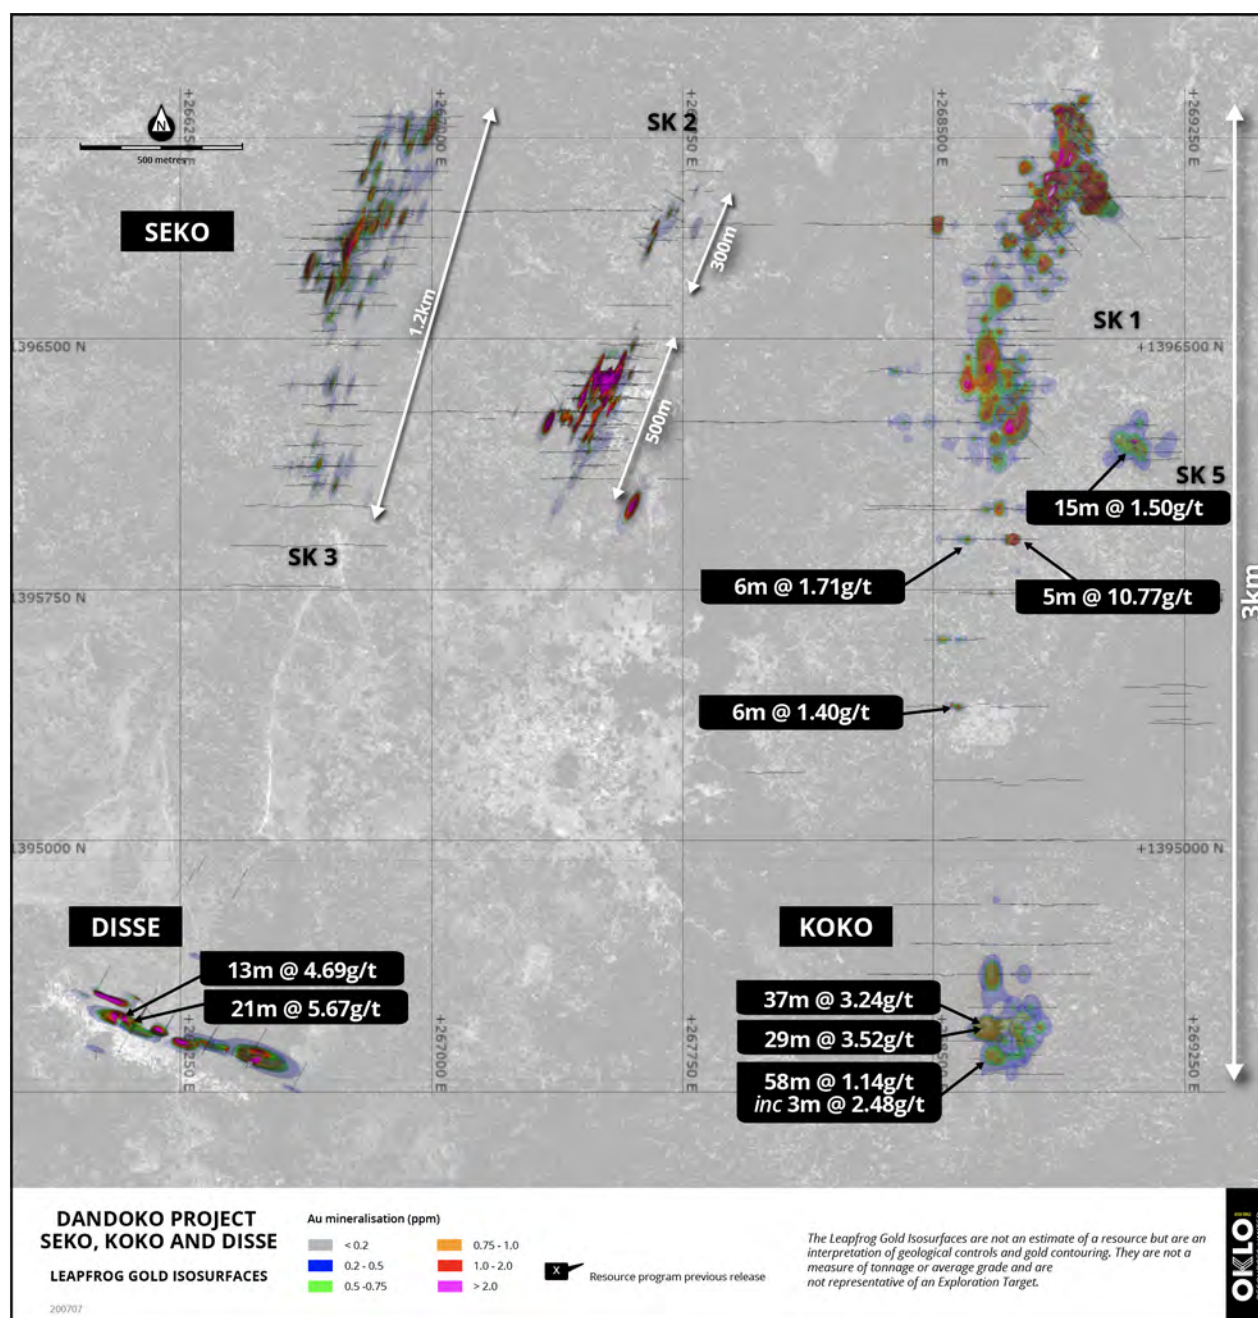 +266250 E
+267000 E
+267750 E
+268500 E
+269250 E
N
500 metres
SK 2
SEKO
300m
1.2km
SK 1
1396500 N
+1396500 N
500m
SK 5
15m @ 1.50g/t
SK 3
6m @ 1.71g/t
5m @ 10.77g/t
1395750 N
3km
6m @ 1.40g/t
1395000 N
+1395000 N
DISSE
KOKO
13m @ 4.69g/t
21m @ 5.67g/t
37m @ 3.24g/t
29m @ 3.52g/t
58m @ 1.14g/t
inc 3m @ 2.48g/t
+267000 E
+267750 E
+269250 E
DANDOKO PROJECT
SEKO, KOKO AND DISSE
LEAPFROG GOLD ISOSURFACES
200707
Au mineralisation (ppm)
< 0.2
0.2 - 0.5
0.5 -0.75
0.75 - 1.0
1.0 - 2.0
> 2.0
X
Resource program previous release
The Leapfrog Gold Isosurfaces are not an estimate of a resource but are an
interpretation of geological controls and gold contouring. They are not a
measure of tonnage or average grade and are
not representative of an Exploration Target.
OKLO